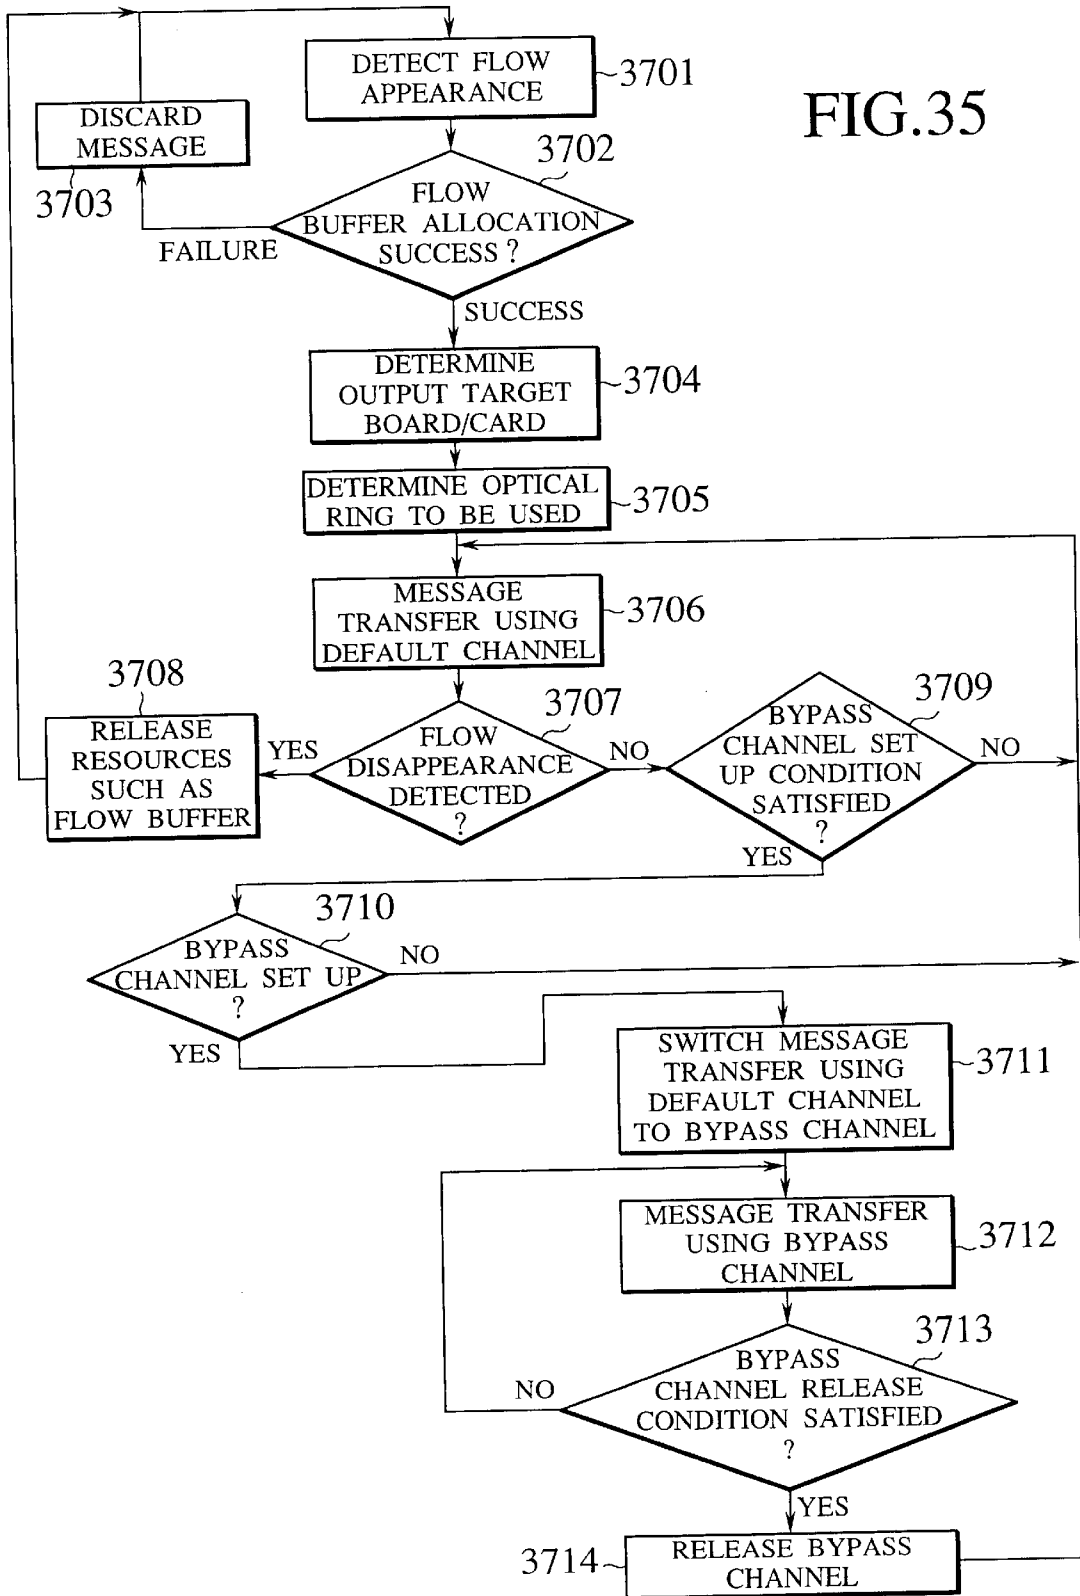 DETECT FLOW
APPEARANCE
3701
FIG.35
DISCARD
MESSAGE
3703
3702
FLOW
BUFFER ALLOCATION
SUCCESS ?
FAILURE
SUCCESS
DETERMINE
OUTPUT TARGET
BOARD/CARD
3704
DETERMINE OPTICAL
RING TO BE USED
3705
MESSAGE
TRANSFER USING
DEFAULT CHANNEL
3706
3707
FLOW
DISAPPEARANCE
DETECTED
?
YES
NO
3708
RELEASE
RESOURCES
SUCH AS
FLOW BUFFER
3709
BYPASS
CHANNEL SET
UP CONDITION
SATISFIED
?
NO
YES
3710
BYPASS
CHANNEL SET UP
?
NO
YES
SWITCH MESSAGE
TRANSFER USING
DEFAULT CHANNEL
TO BYPASS CHANNEL
3711
MESSAGE TRANSFER
USING BYPASS
CHANNEL
3712
3713
BYPASS
CHANNEL RELEASE
CONDITION SATISFIED
?
NO
YES
3714
RELEASE BYPASS
CHANNEL